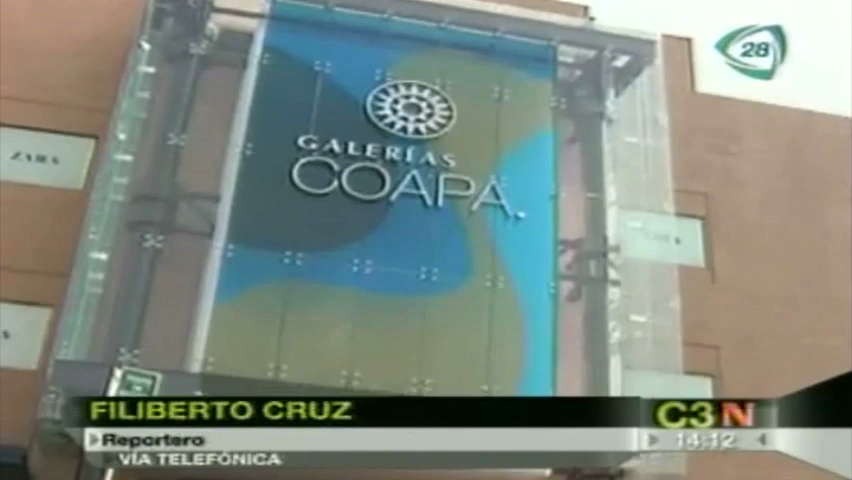 28
GALERÍAS
COAPA.
ZARA
FILIBERTO CRUZ
C3N
Reportero
14:12
VÍA TELEFÓNICA